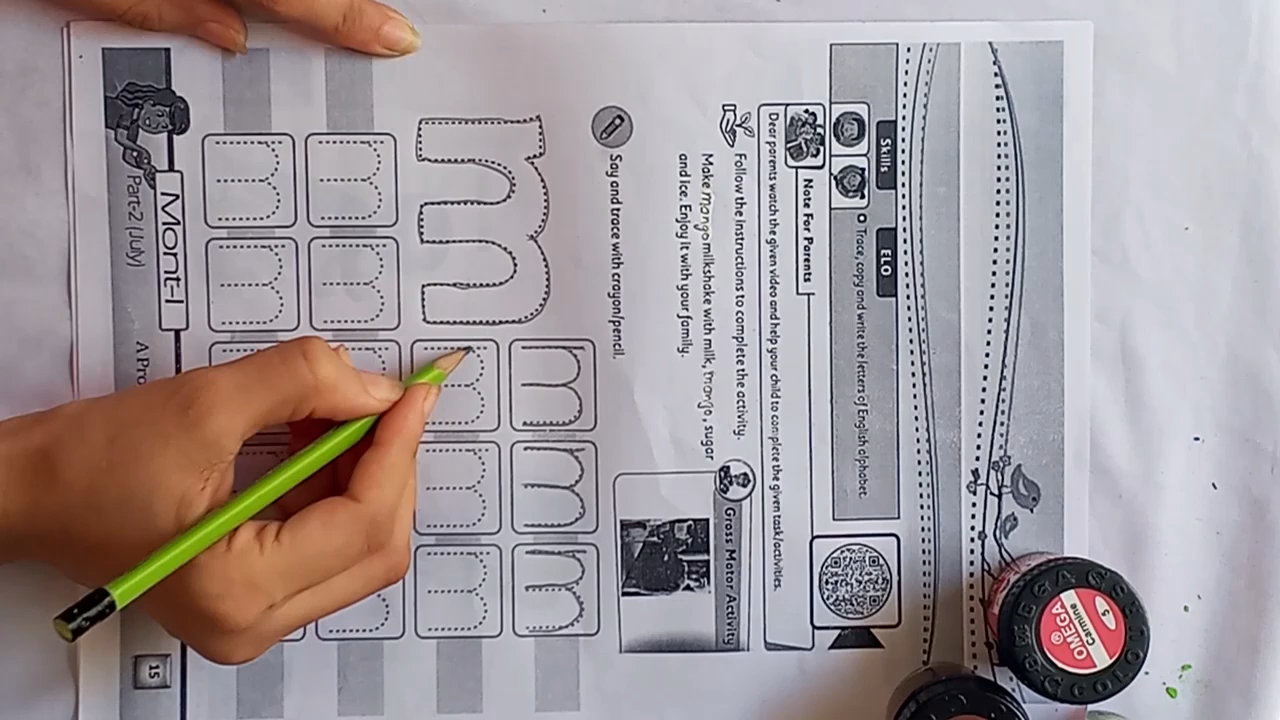 Skills
ELO
O Trace, copy and write the letters of English alphabet.
Note For Parents
Dear parents watch the given video and help your child to complete the given task/activities.
Follow the instructions to complete the activity.
Make mango milkshake with milk, mango, sugar
and ice. Enjoy it with your family.
Gross Motor Activity
Say and trace with crayon/pencil.
m
m m m
m m m
m m
m m
Mont-I
Part-2 (July)
15
OMEGA
Carmine
5